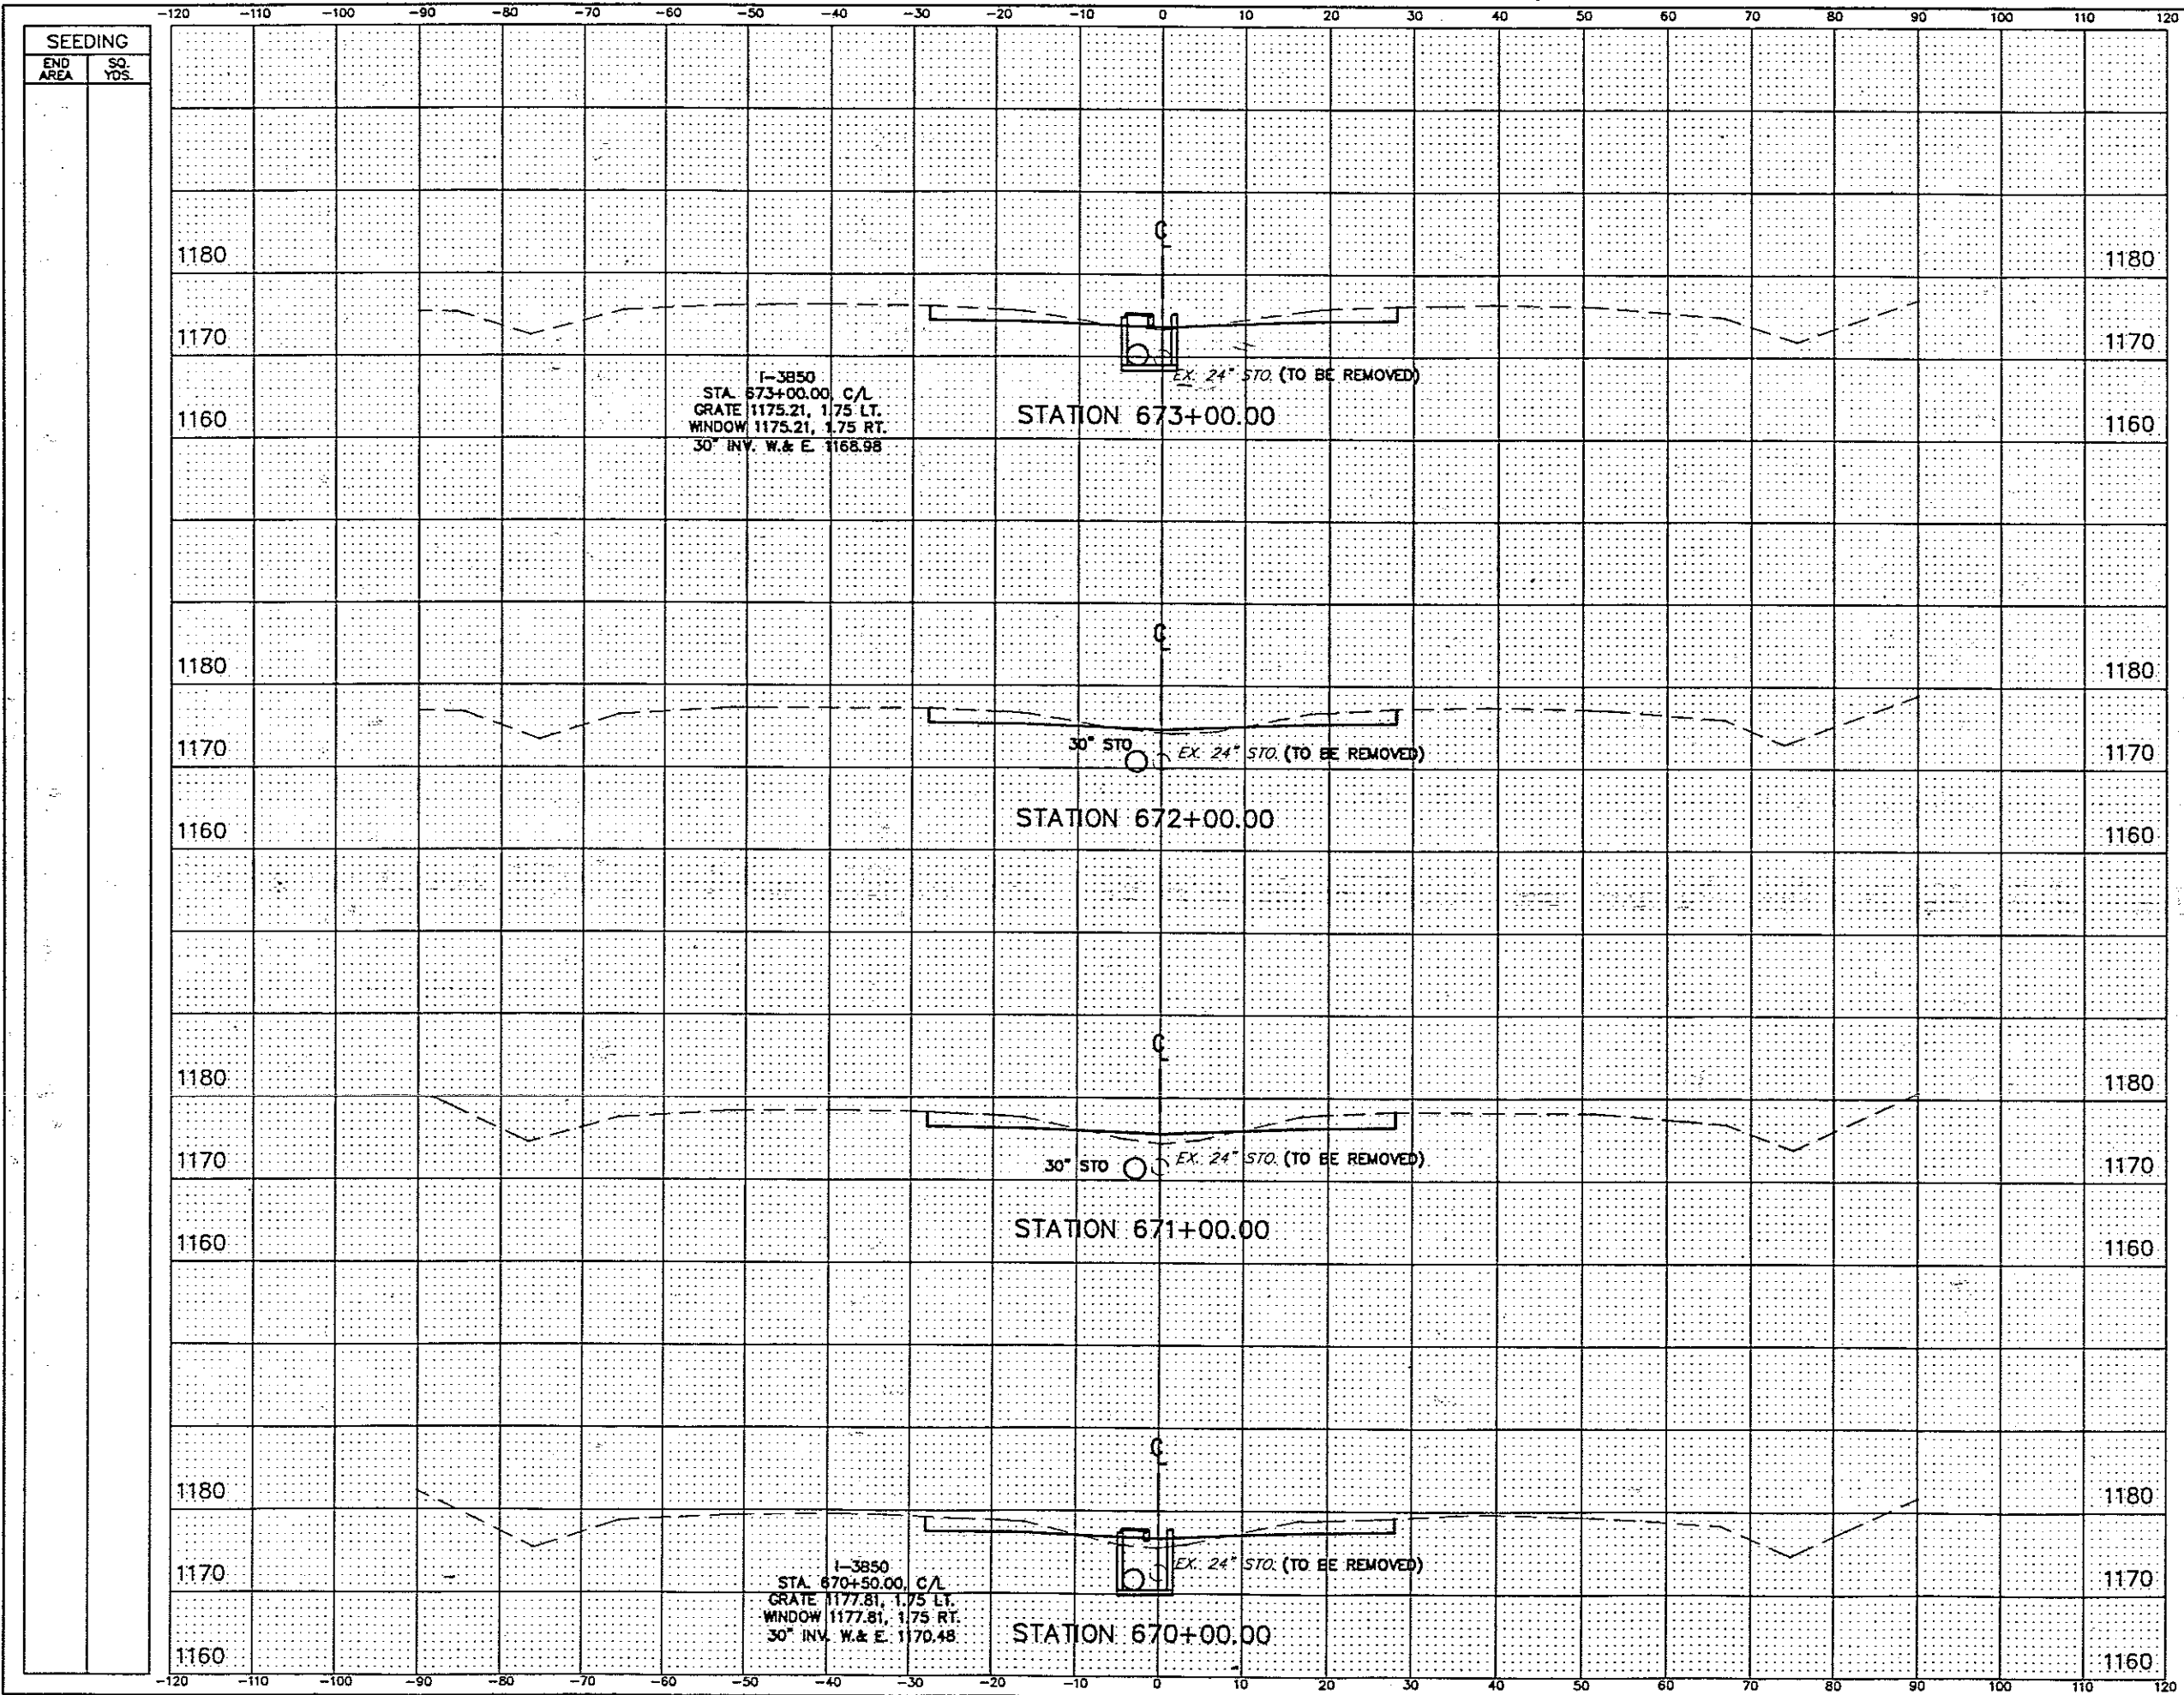 -120 -110 -100 -90 -80 -70 -60 -50 -40 -30 -20 -10 0 10 20 30 40 50 60 70 80 90 100 110 120
SEEDING
END AREA
SQ. YDS.
℄
1180 1180
1170 1170
EX. 24" STO. (TO BE REMOVED)
I-3B50
STA. 673+00.00, C/L
GRATE 1175.21, 1.75 LT.
WINDOW 1175.21, 1.75 RT.
30" INV. W.& E. 1168.98
STATION 673+00.00
1160 1160
℄
1180 1180
1170 1170
30" STO
EX. 24" STO. (TO BE REMOVED)
STATION 672+00.00
1160 1160
℄
1180 1180
1170 1170
30" STO
EX. 24" STO. (TO BE REMOVED)
STATION 671+00.00
1160 1160
℄
1180 1180
1170 1170
EX. 24" STO. (TO BE REMOVED)
I-3B50
STA. 670+50.00, C/L
GRATE 1177.81, 1.75 LT.
WINDOW 1177.81, 1.75 RT.
30" INV. W.& E. 1170.48
STATION 670+00.00
1160 1160
-120 -110 -100 -90 -80 -70 -60 -50 -40 -30 -20 -10 0 10 20 30 40 50 60 70 80 90 100 110 120